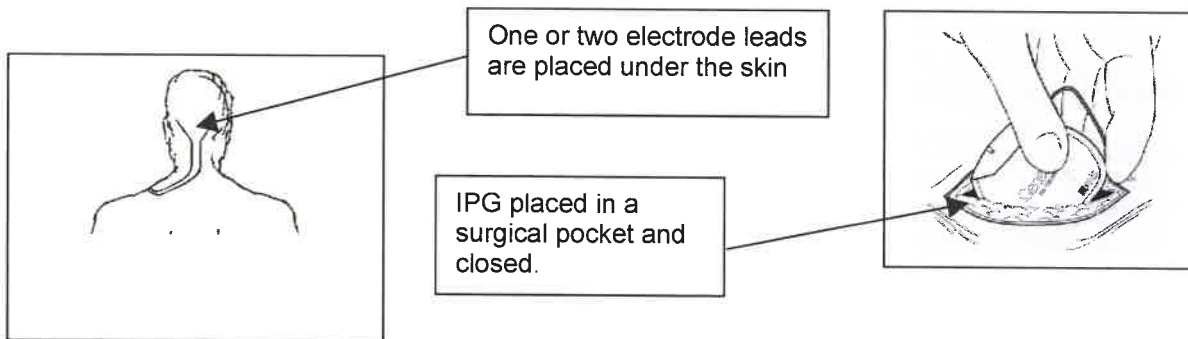 One or two electrode leads
are placed under the skin
IPG placed in a
surgical pocket and
closed.